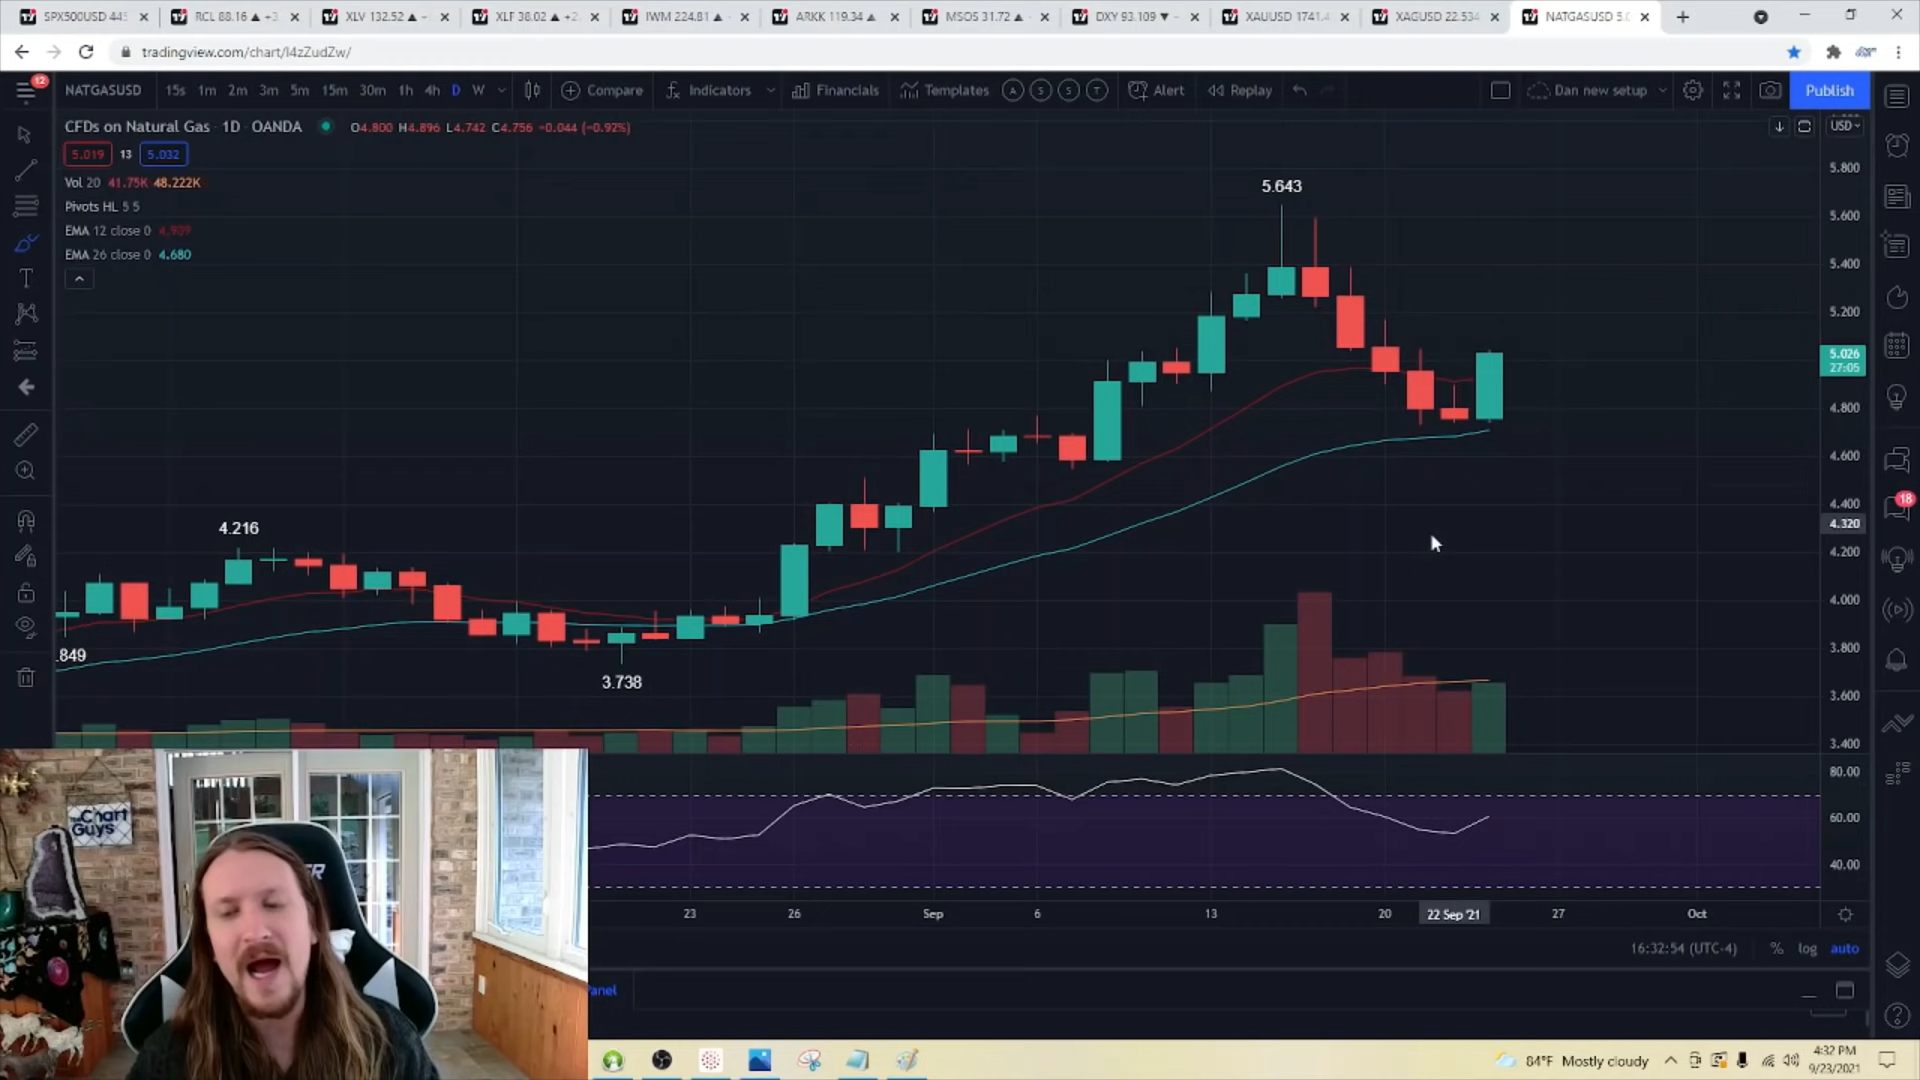 SPX500USD 445
RCL 88.16 ▲ +3
XLV 132.52 ▲ −
XLF 38.02 ▲ +2
IWM 224.81 ▲ −
ARKK 119.34 ▲
MSOS 31.72 ▲
DXY 93.109 ▼ −
XAUUSD 1741.4
XAGUSD 22.534
NATGASUSD 5.0
tradingview.com/chart/l4zZudZw/
12
NATGASUSD 15s 1m 2m 3m 5m 15m 30m 1h 4h D W
Compare
Indicators
Financials
Templates
A S S T
Alert
Replay
Dan new setup
Publish
CFDs on Natural Gas · 1D · OANDA
O4.800 H4.896 L4.742 C4.756 −0.044 (−0.92%)
USD
5.019 13 5.032
Vol 20 41.75K 48.222K
Pivots HL 5 5
EMA 12 close 0
EMA 26 close 0 4.680
5.643
4.216
3.738
.849
5.800
5.600
5.400
5.200
5.026
27:05
4.800
4.600
4.400
4.320
4.200
4.000
3.800
3.600
3.400
80.00
60.00
40.00
18
23 26 Sep 6 13 20 22 Sep '21 27 Oct
16:32:54 (UTC-4)
% log auto
Panel
Chart
Guys
84°F Mostly cloudy
4:32 PM
9/23/2021